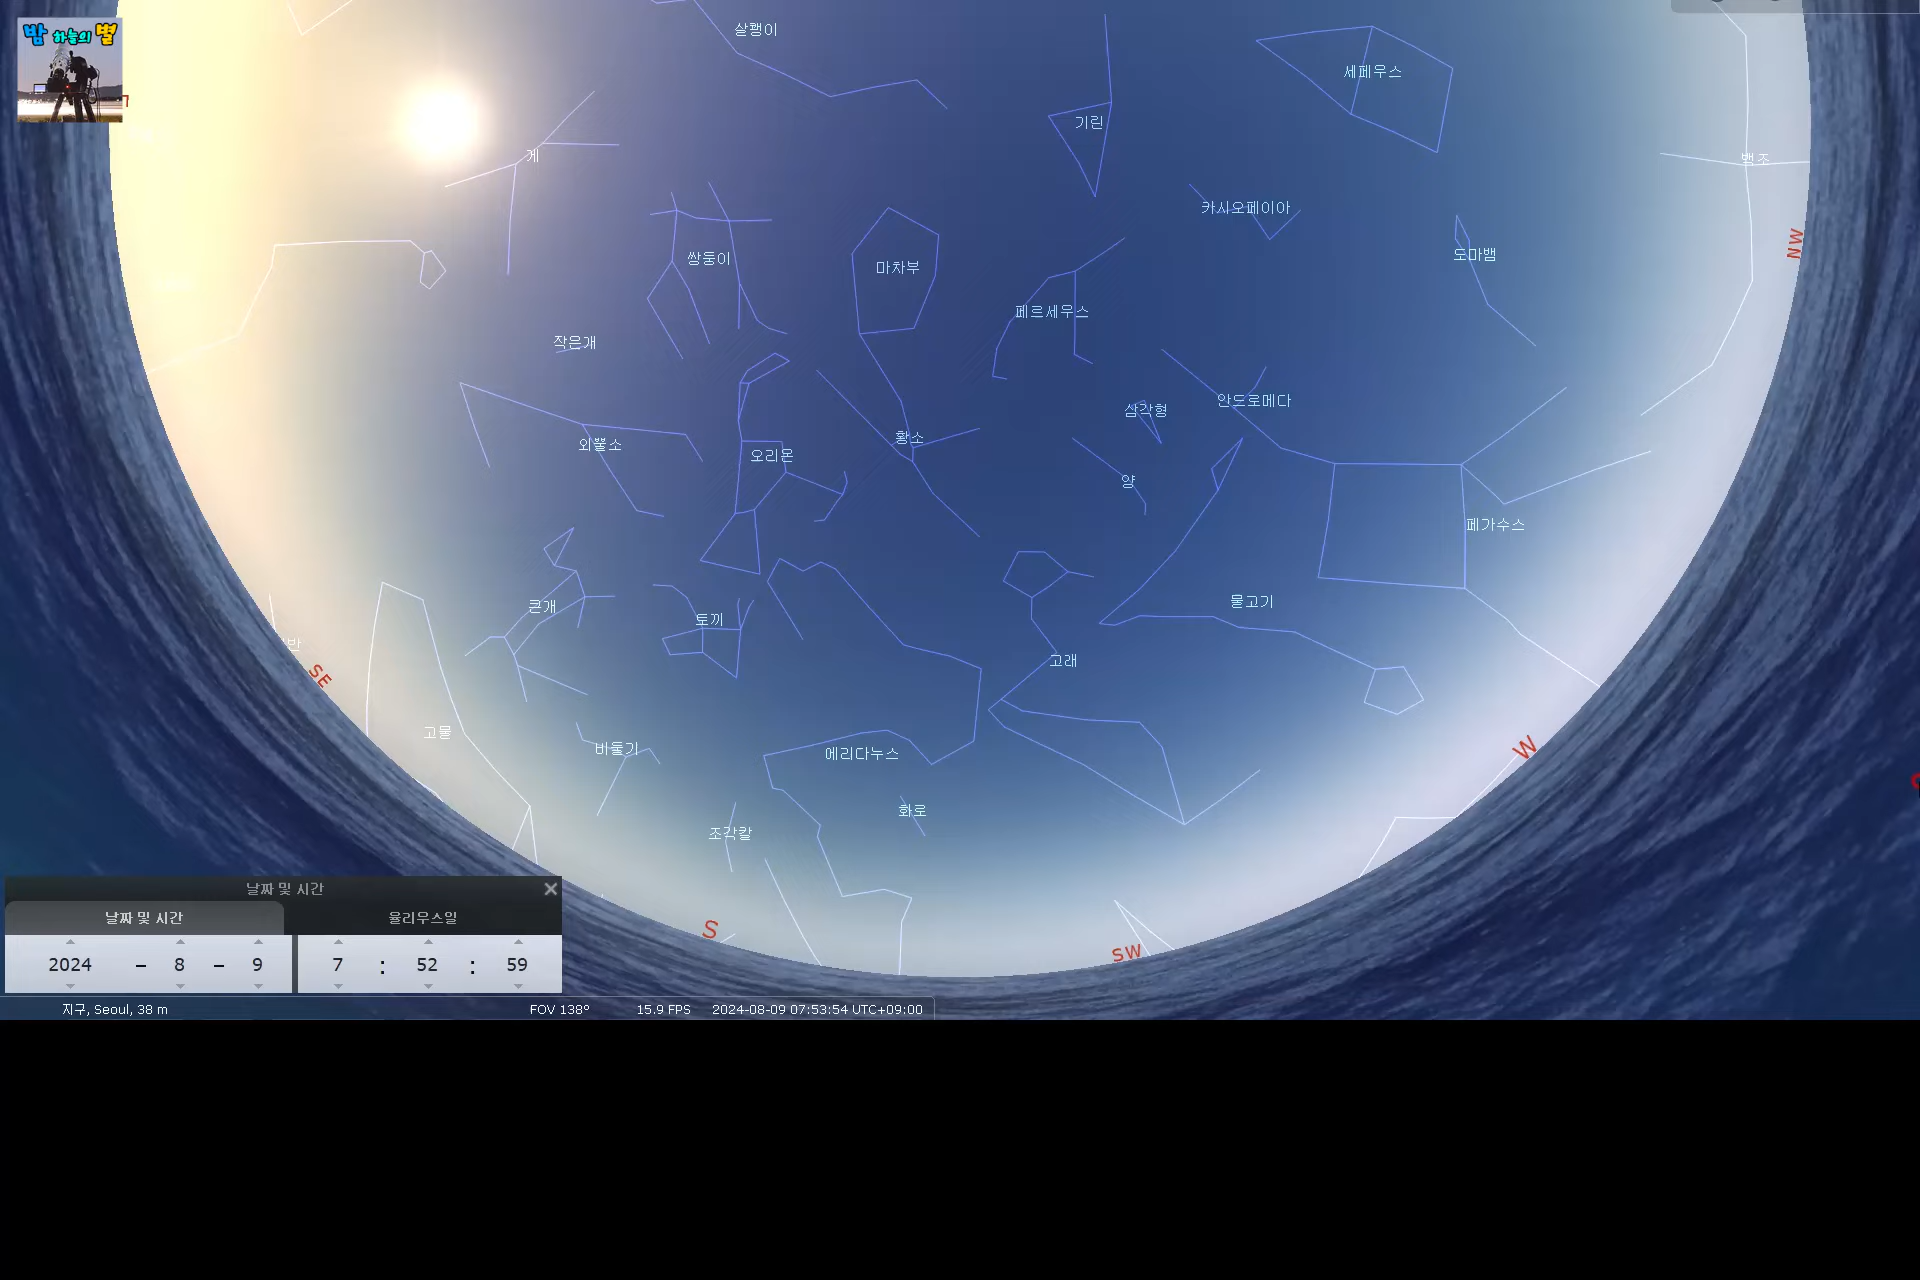 밤 하늘의 별
살쾡이
세페우스
기린
게
백조
카시오페이아
NW
도마뱀
쌍둥이
마차부
페르세우스
작은개
안드로메다
삼각형
외뿔소
황소
오리온
양
페가수스
물고기
큰개
토끼
반
고래
SE
고물
바둘기
W
에리다누스
화로
조각칼
S
SW
날짜 및 시간
날짜 및 시간 율리우스일
2024 - 8 - 9 7 : 52 : 59
지구, Seoul, 38 m FOV 138° 15.9 FPS 2024-08-09 07:53:54 UTC+09:00